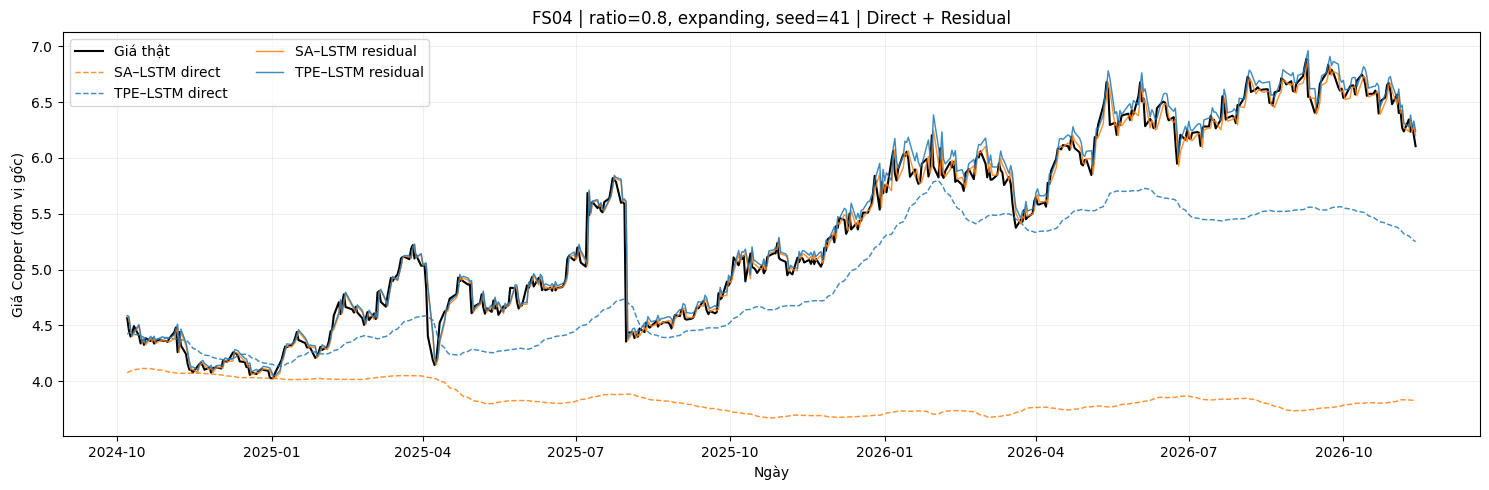 FS04 | ratio=0.8, expanding, seed=41 | Direct + Residual
Giá thật
SA–LSTM direct
TPE–LSTM direct
SA–LSTM residual
TPE–LSTM residual
Giá Copper (đơn vị gốc)
7.0
6.5
6.0
5.5
5.0
4.5
4.0
2024-10
2025-01
2025-04
2025-07
2025-10
2026-01
2026-04
2026-07
2026-10
Ngày